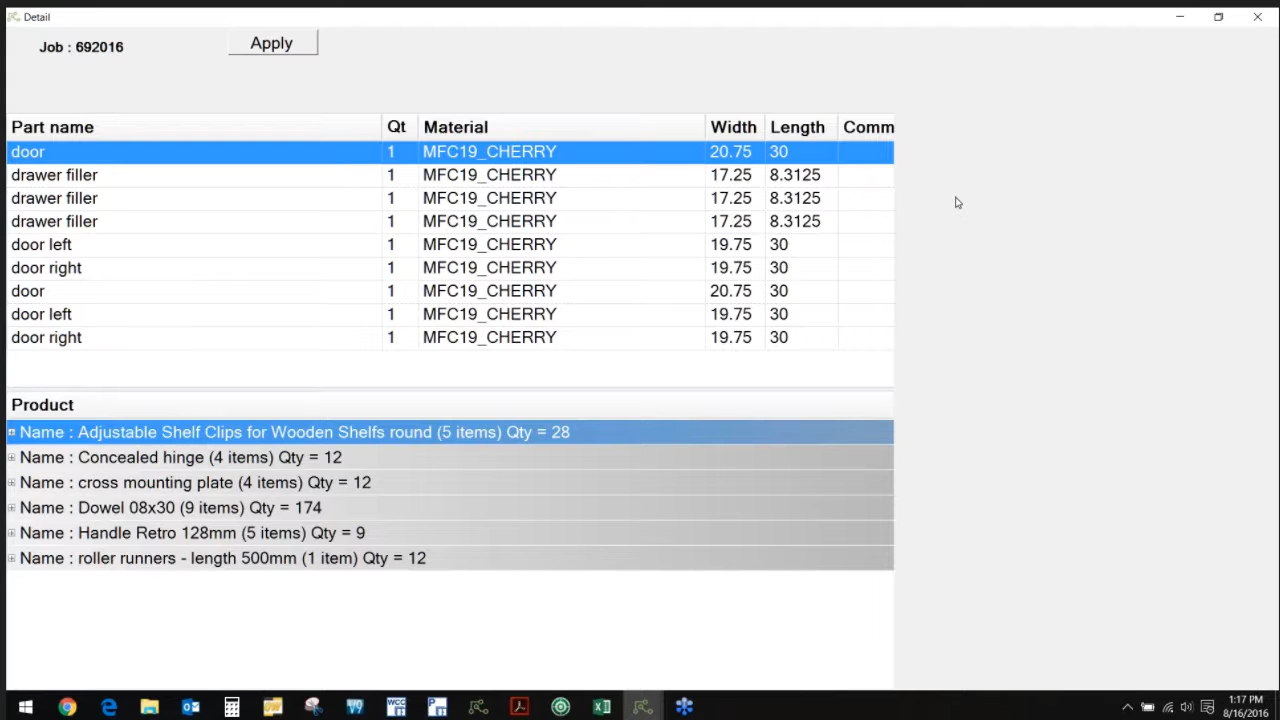 Detail
Job : 692016 Apply
Part name Qt Material Width Length Comm
door 1 MFC19_CHERRY 20.75 30
drawer filler 1 MFC19_CHERRY 17.25 8.3125
drawer filler 1 MFC19_CHERRY 17.25 8.3125
drawer filler 1 MFC19_CHERRY 17.25 8.3125
door left 1 MFC19_CHERRY 19.75 30
door right 1 MFC19_CHERRY 19.75 30
door 1 MFC19_CHERRY 20.75 30
door left 1 MFC19_CHERRY 19.75 30
door right 1 MFC19_CHERRY 19.75 30
Product
Name : Adjustable Shelf Clips for Wooden Shelfs round (5 items) Qty = 28
Name : Concealed hinge (4 items) Qty = 12
Name : cross mounting plate (4 items) Qty = 12
Name : Dowel 08x30 (9 items) Qty = 174
Name : Handle Retro 128mm (5 items) Qty = 9
Name : roller runners - length 500mm (1 item) Qty = 12
1:17 PM
8/16/2016